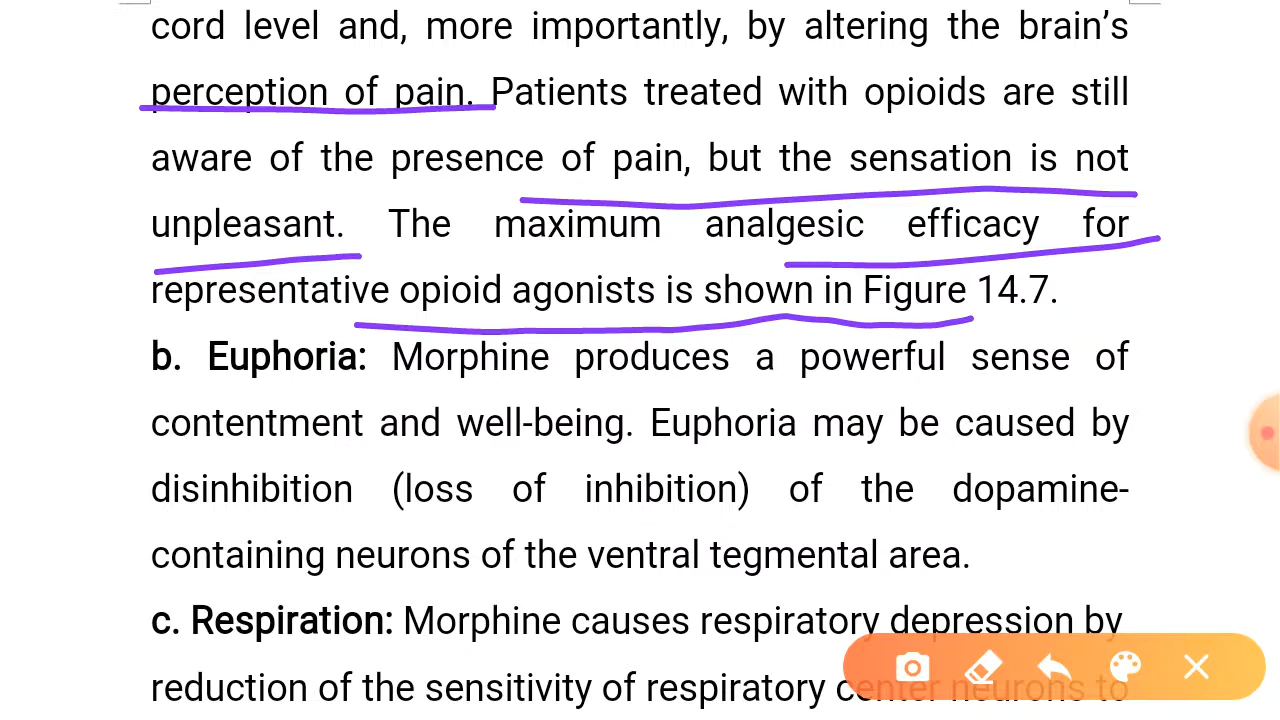 cord level and, more importantly, by altering the brain’s
perception of pain. Patients treated with opioids are still
aware of the presence of pain, but the sensation is not
unpleasant. The maximum analgesic efficacy for
representative opioid agonists is shown in Figure 14.7.
b. Euphoria: Morphine produces a powerful sense of
contentment and well-being. Euphoria may be caused by
disinhibition (loss of inhibition) of the dopamine-
containing neurons of the ventral tegmental area.
c. Respiration: Morphine causes respiratory depression by
reduction of the sensitivity of respiratory center neurons to